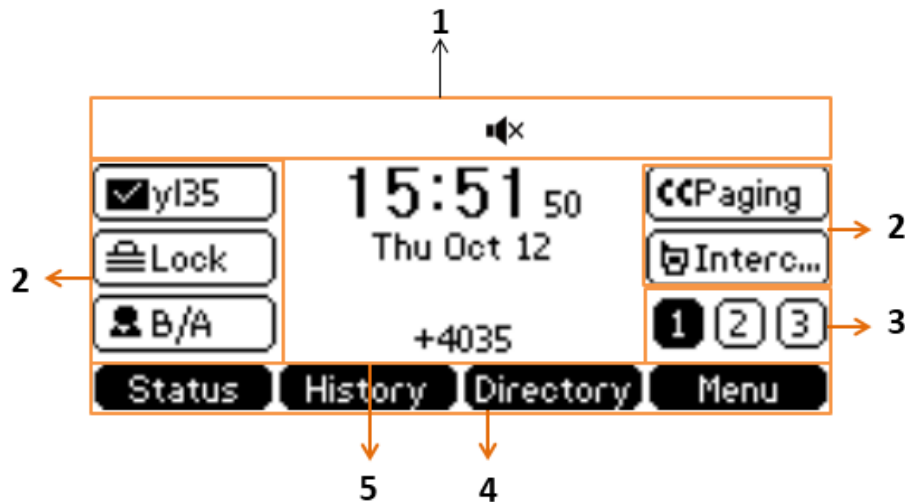 1
yl35 15:51 50 Paging
Lock Thu Oct 12 Interc...
2 2
B/A +4035 1 2 3 3
Status History Directory Menu
5 4